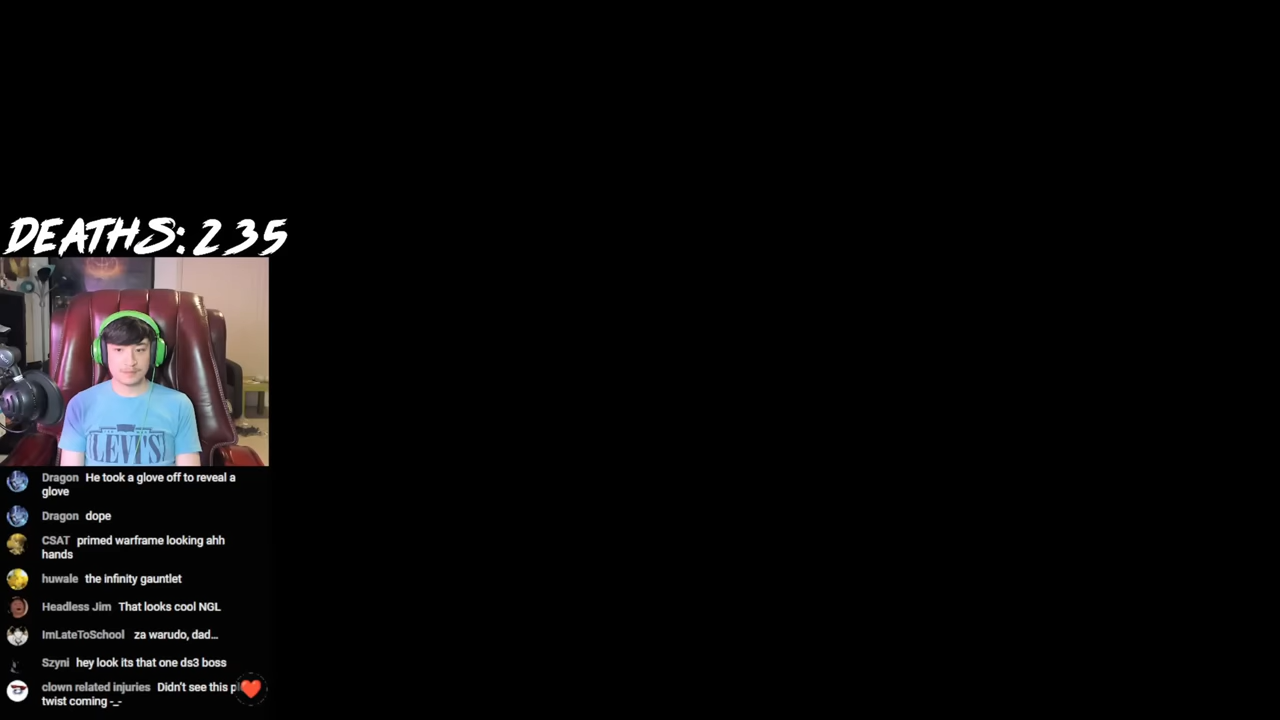 DEATHS: 235
LEVI'S
Dragon He took a glove off to reveal a
glove
Dragon dope
CSAT primed warframe looking ahh
hands
huwale the infinity gauntlet
Headless Jim That looks cool NGL
ImLateToSchool za warudo, dad...
Szyni hey look its that one ds3 boss
clown related injuries Didn't see this
twist coming -_-